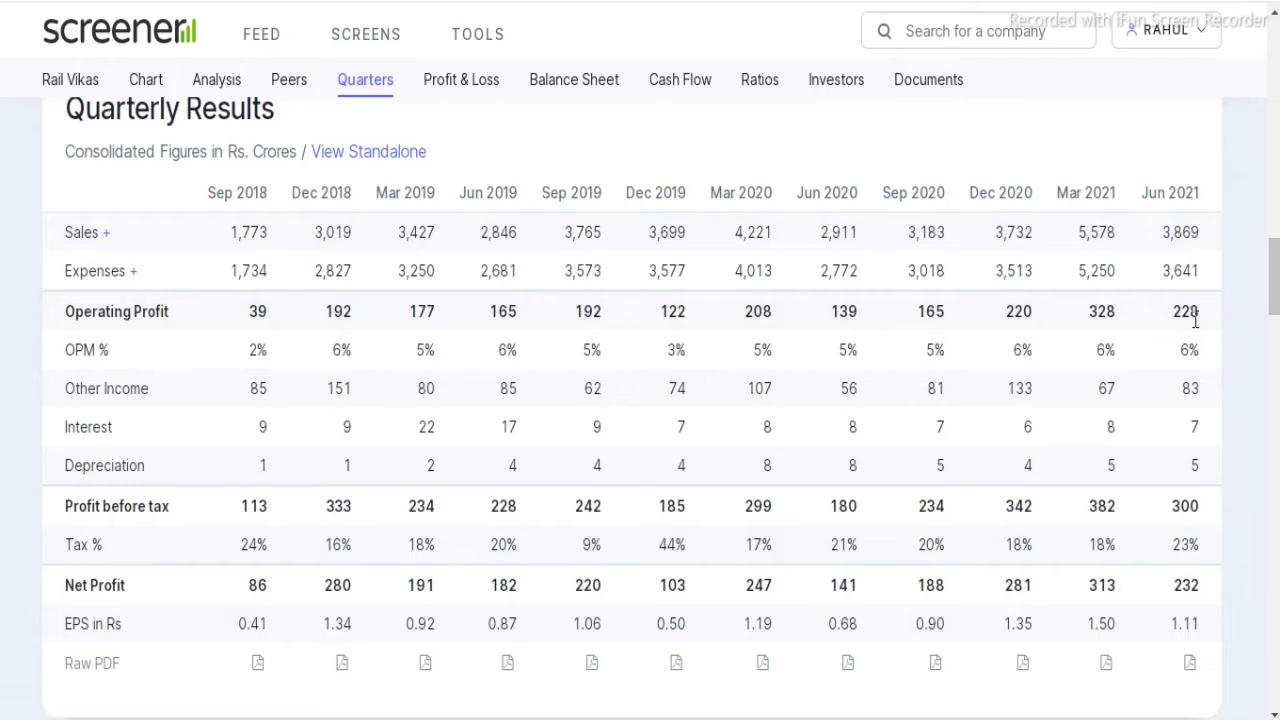 Recorded with iFun Screen Recorder
screener FEED SCREENS TOOLS Search for a company RAHUL
Rail Vikas Chart Analysis Peers Quarters Profit & Loss Balance Sheet Cash Flow Ratios Investors Documents
Quarterly Results
Consolidated Figures in Rs. Crores / View Standalone
Sep 2018 Dec 2018 Mar 2019 Jun 2019 Sep 2019 Dec 2019 Mar 2020 Jun 2020 Sep 2020 Dec 2020 Mar 2021 Jun 2021
Sales + 1,773 3,019 3,427 2,846 3,765 3,699 4,221 2,911 3,183 3,732 5,578 3,869
Expenses + 1,734 2,827 3,250 2,681 3,573 3,577 4,013 2,772 3,018 3,513 5,250 3,641
Operating Profit 39 192 177 165 192 122 208 139 165 220 328 228
OPM % 2% 6% 5% 6% 5% 3% 5% 5% 5% 6% 6% 6%
Other Income 85 151 80 85 62 74 107 56 81 133 67 83
Interest 9 9 22 17 9 7 8 8 7 6 8 7
Depreciation 1 1 2 4 4 4 8 8 5 4 5 5
Profit before tax 113 333 234 228 242 185 299 180 234 342 382 300
Tax % 24% 16% 18% 20% 9% 44% 17% 21% 20% 18% 18% 23%
Net Profit 86 280 191 182 220 103 247 141 188 281 313 232
EPS in Rs 0.41 1.34 0.92 0.87 1.06 0.50 1.19 0.68 0.90 1.35 1.50 1.11
Raw PDF